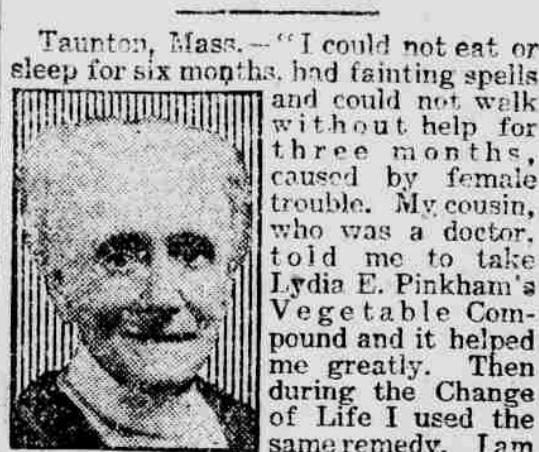 Taunton, Mass. – "I could not eat or
sleep for six months, had fainting spells
and could not walk
without help for
three months,
caused by female
trouble. My cousin,
who was a doctor,
told me to take
Lydia E. Pinkham's
Vegetable Com-
pound and it helped
me greatly. Then
during the Change
of Life I used the
same remedy. I am